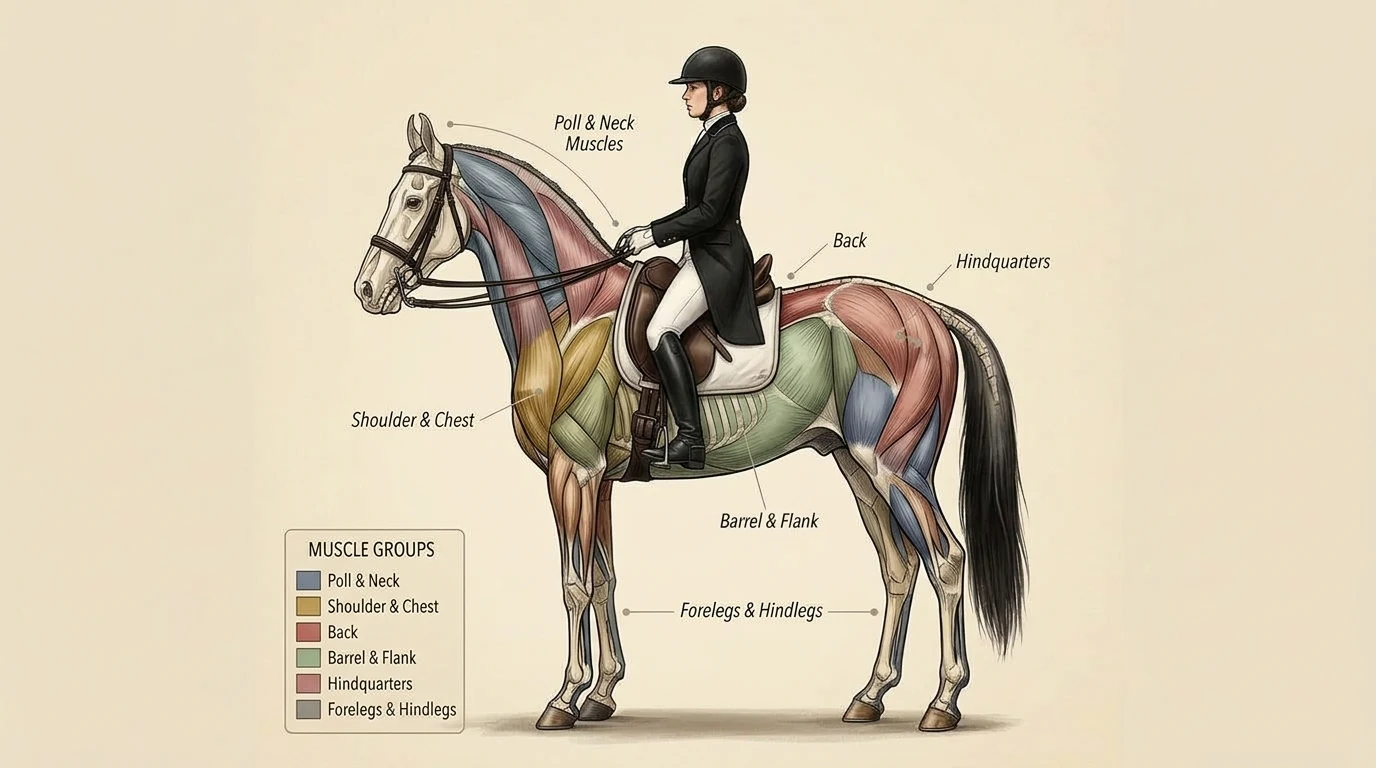 Poll & Neck
Muscles
Back
Hindquarters
Shoulder & Chest
Barrel & Flank
Forelegs & Hindlegs
MUSCLE GROUPS
Poll & Neck
Shoulder & Chest
Back
Barrel & Flank
Hindquarters
Forelegs & Hindlegs